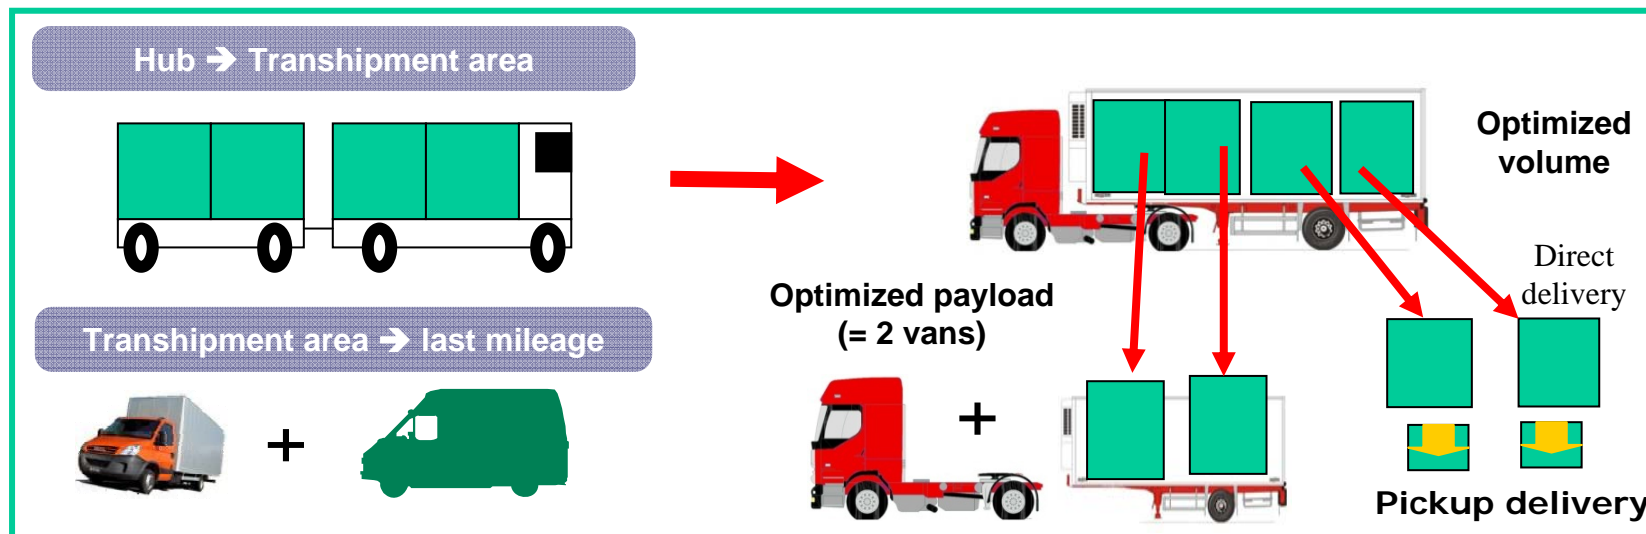 Hub ➔ Transhipment area
Optimized
volume
Direct
delivery
Optimized payload
(= 2 vans)
Transhipment area ➔ last mileage
+
+
Pickup delivery